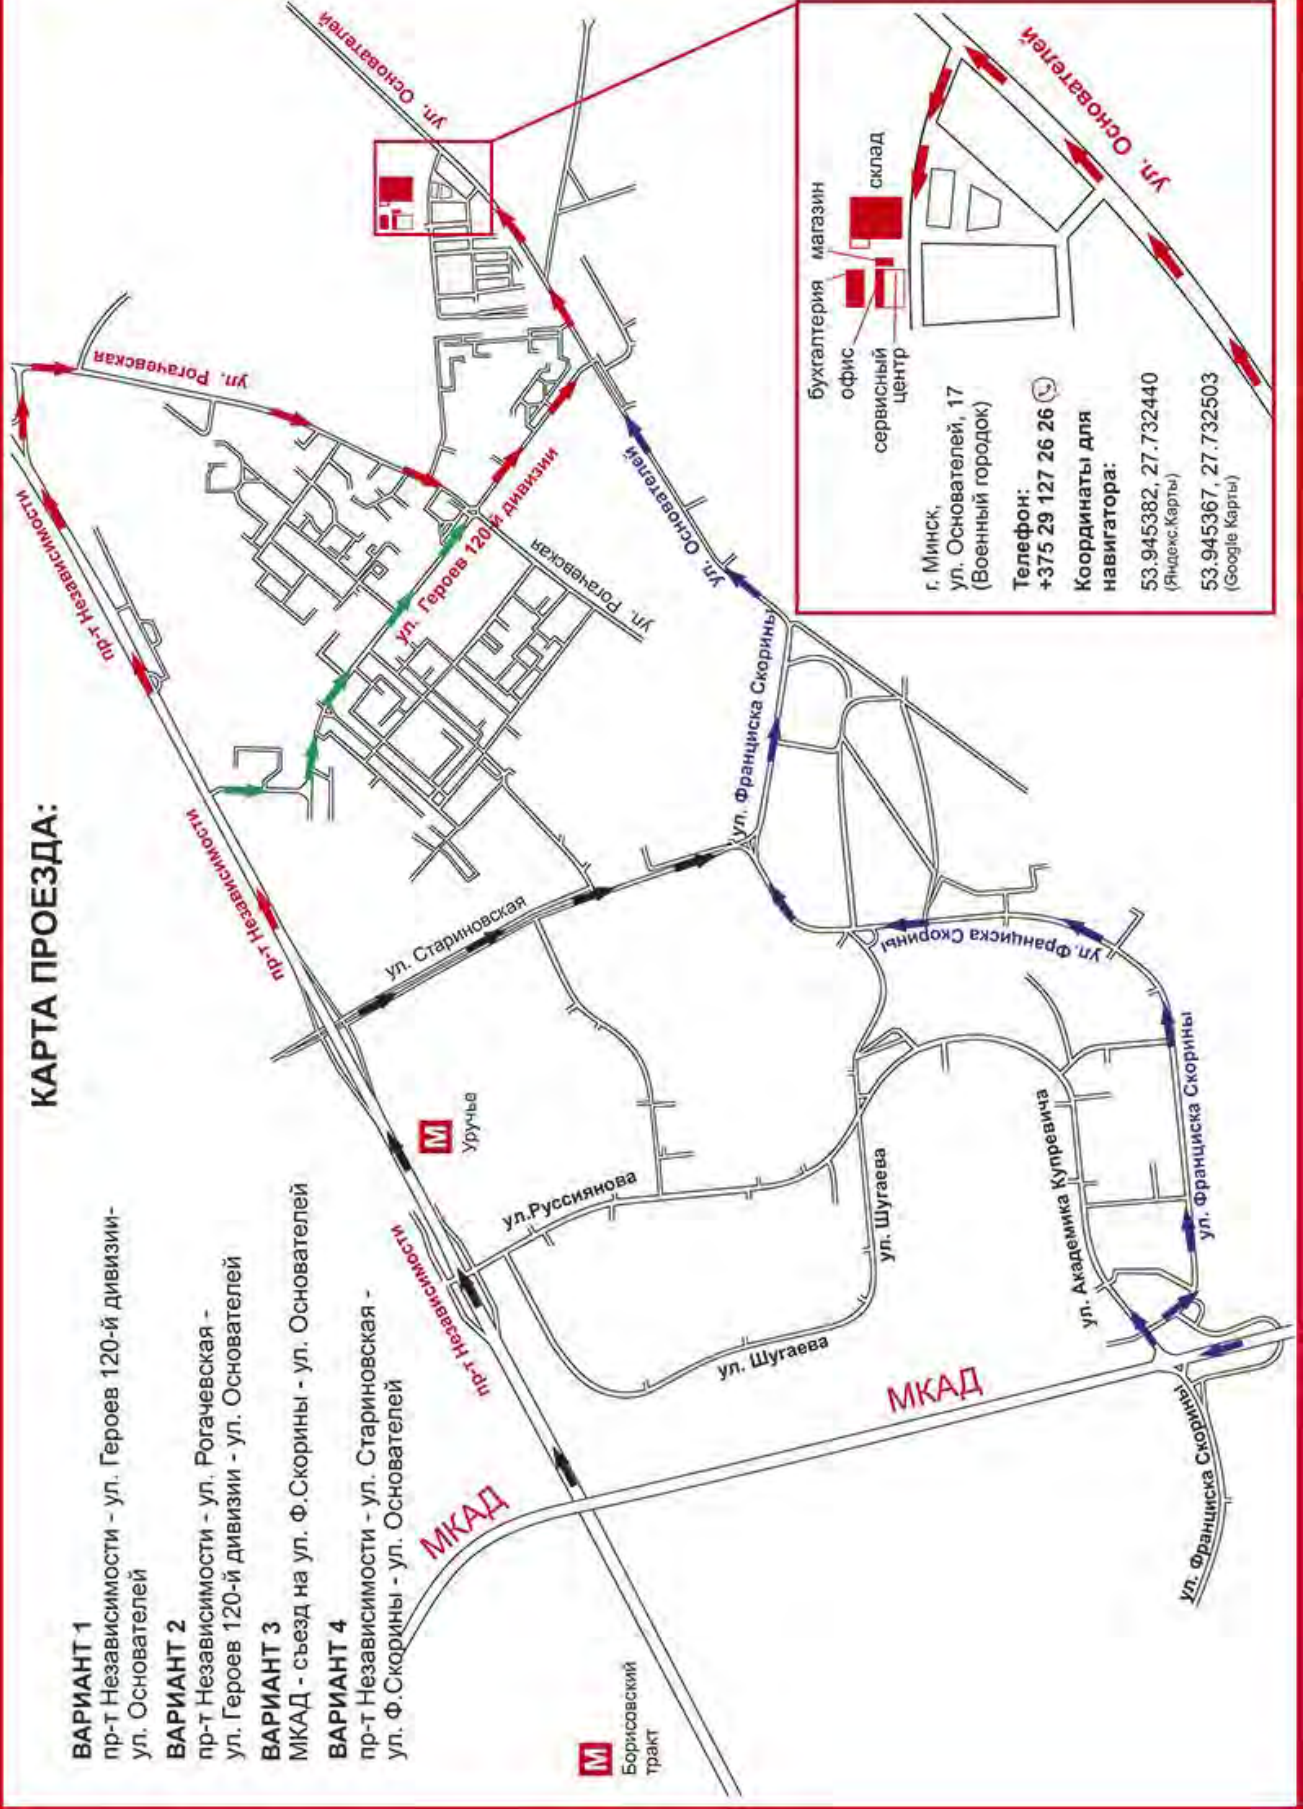 КАРТА ПРОЕЗДА:
ВАРИАНТ 1
пр-т Независимости - ул. Героев 120-й дивизии-
ул. Основателей
ВАРИАНТ 2
пр-т Независимости - ул. Рогачевская -
ул. Героев 120-й дивизии - ул. Основателей
ВАРИАНТ 3
МКАД - съезд на ул. Ф.Скорины - ул. Основателей
ВАРИАНТ 4
пр-т Независимости - ул. Стариновская -
ул. Ф.Скорины - ул. Основателей
М
Борисовский
тракт
МКАД
пр-т Независимости
М
Уручье
пр-т Независимости
пр-т Независимости
пр-т Независимости
ул. Рогачевская
ул. Основателей
ул. Стариновская
ул. Героев 120-й дивизии
ул. Рогачевская
ул.Руссиянова
ул. Шугаева
ул. Шугаева
МКАД
ул. Академика Купревича
ул. Франциска Скорины
ул. Франциска Скорины
ул. Франциска Скорины
ул. Франциска Скорины
ул. Основателей
бухгалтерия
магазин
офис
склад
сервисный
центр
ул. Основателей
г. Минск,
ул. Основателей, 17
(Военный городок)
Телефон:
+375 29 127 26 26
Координаты для
навигатора:
53.945382, 27.732440
(Яндекс.Карты)
53.945367, 27.732503
(Google Карты)